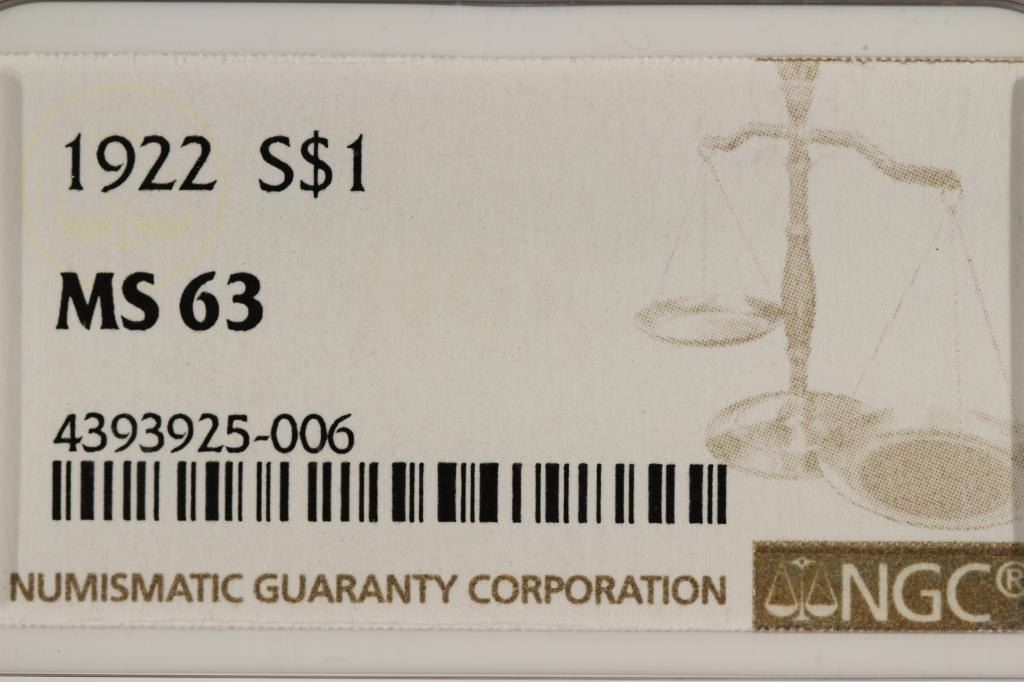 1922 S$1
MS 63
4393925-006
NUMISMATIC GUARANTY CORPORATION
NGC®